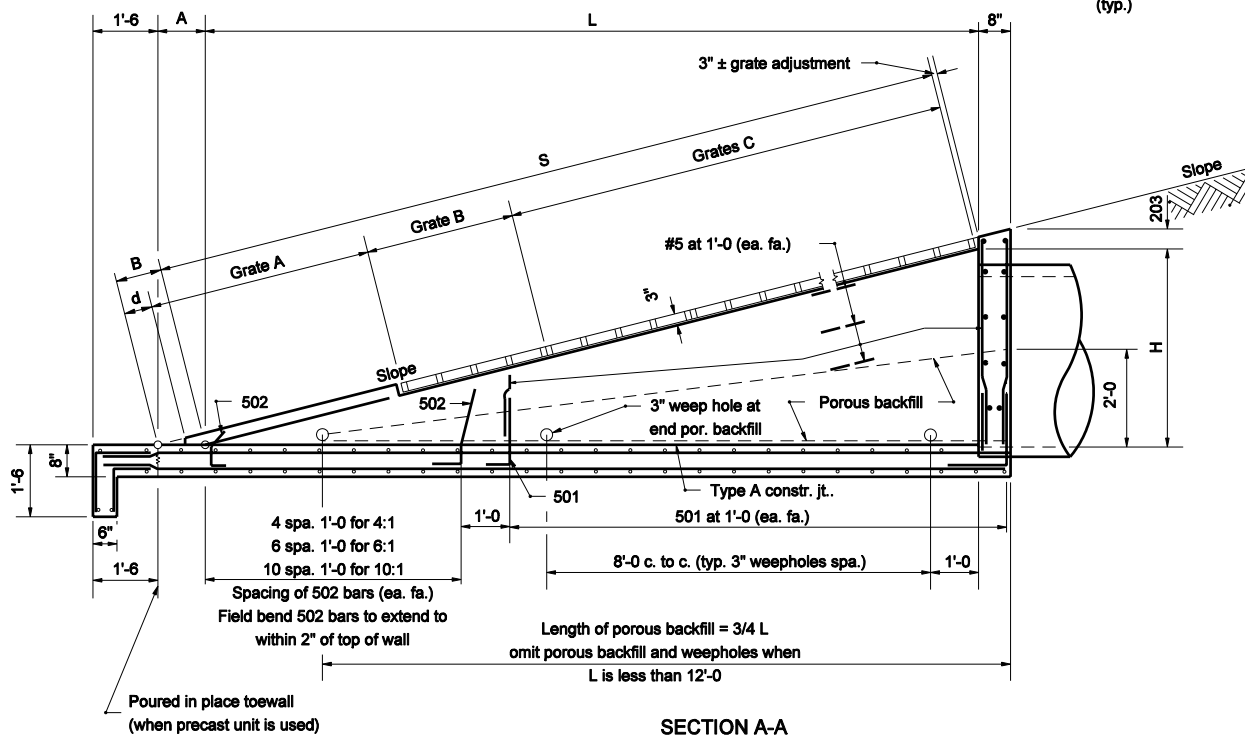 (typ.)
1'-6
A
L
8"
3" ± grate adjustment
S
Grates C
Grate B
Grate A
B
d
Slope
203
#5 at 1'-0 (ea. fa.)
3"
H
2'-0
Slope
502
502
3" weep hole at
end por. backfill
Porous backfill
8"
1'-6
501
Type A constr. jt..
6"
1'-0
501 at 1'-0 (ea. fa.)
4 spa. 1'-0 for 4:1
6 spa. 1'-0 for 6:1
10 spa. 1'-0 for 10:1
1'-6
8'-0 c. to c. (typ. 3" weepholes spa.)
1'-0
Spacing of 502 bars (ea. fa.)
Field bend 502 bars to extend to
within 2" of top of wall
Length of porous backfill = 3/4 L
omit porous backfill and weepholes when
L is less than 12'-0
Poured in place toewall
(when precast unit is used)
SECTION A-A